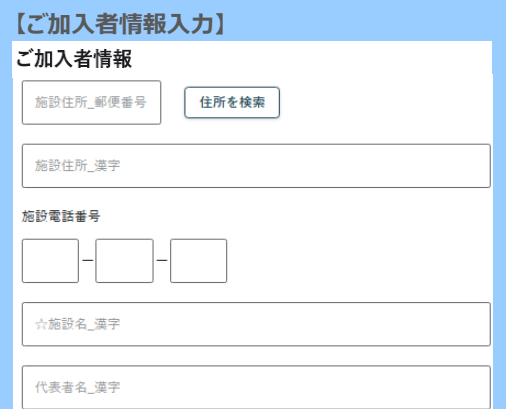 【ご加入者情報入力】
ご加入者情報
施設住所_郵便番号 住所を検索
施設住所_漢字
施設電話番号
— —
☆施設名_漢字
代表者名_漢字